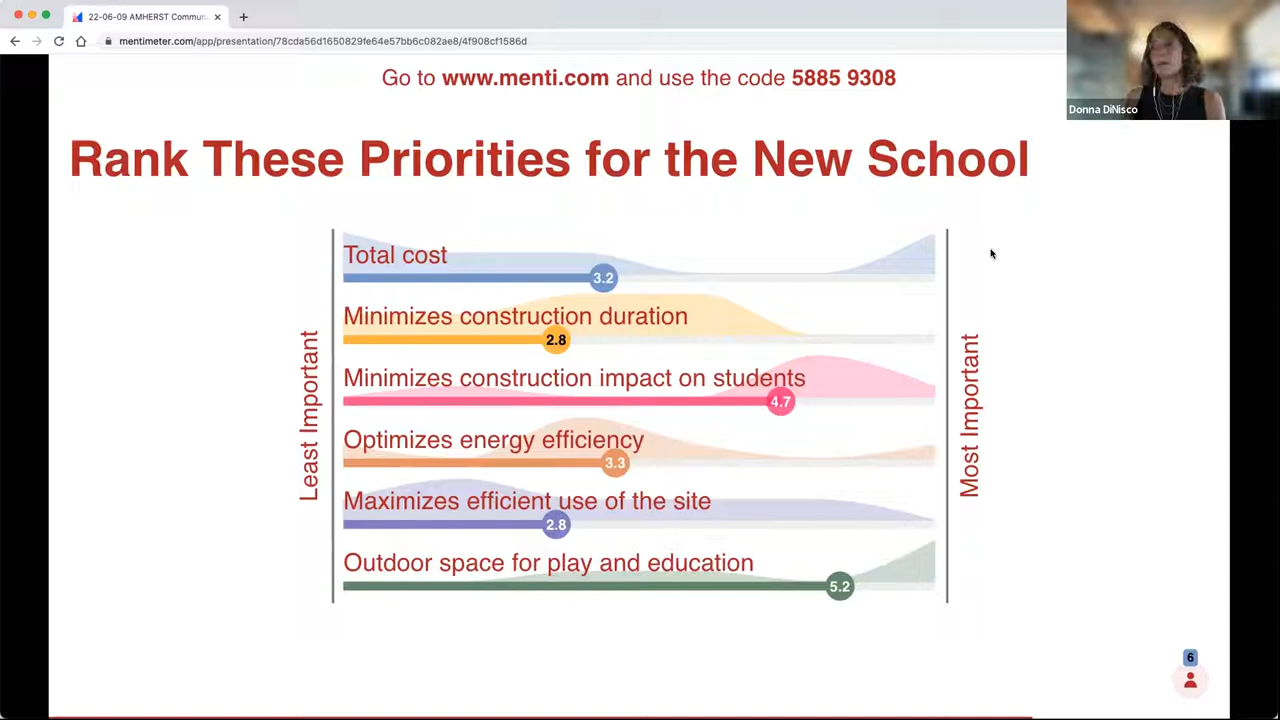 22-06-09 AMHERST Commun
mentimeter.com/app/presentation/78cda56d1650829fe64e57bb6c082ae8/4f908cf1586d
Go to www.menti.com and use the code 5885 9308
Donna DiNisco
Rank These Priorities for the New School
Least Important
Total cost
3.2
Minimizes construction duration
2.8
Minimizes construction impact on students
4.7
Optimizes energy efficiency
3.3
Maximizes efficient use of the site
2.8
Outdoor space for play and education
5.2
Most Important
6